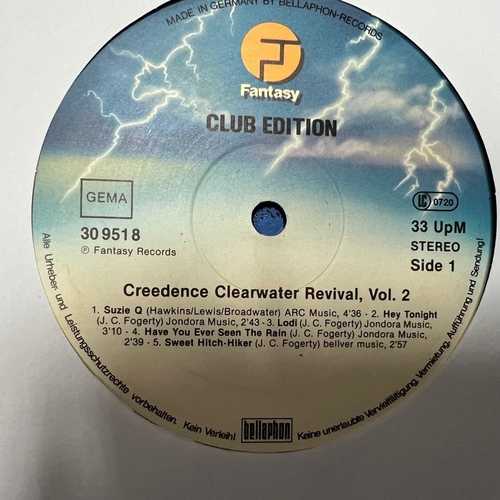 MADE IN GERMANY BY BELLAPHON-RECORDS
Fantasy
CLUB EDITION
GEMA
LC 0720
30 951 8
33 UpM
℗ Fantasy Records
STEREO
Side 1
Creedence Clearwater Revival, Vol. 2
1. Suzie Q (Hawkins/Lewis/Broadwater) ARC Music, 4'36 - 2. Hey Tonight
(J. C. Fogerty) Jondora Music, 2'43 - 3. Lodi (J. C. Fogerty) Jondora Music,
3'10 - 4. Have You Ever Seen The Rain (J. C. Fogerty) Jondora Music,
2'39 - 5. Sweet Hitch-Hiker (J. C. Fogerty) bellver music, 2'57
Alle Urheber- und Leistungsschutzrechte vorbehalten. Kein Verleih! Keine unerlaubte Vervielfältigung, Vermietung, Aufführung und Sendung!
bellaphon